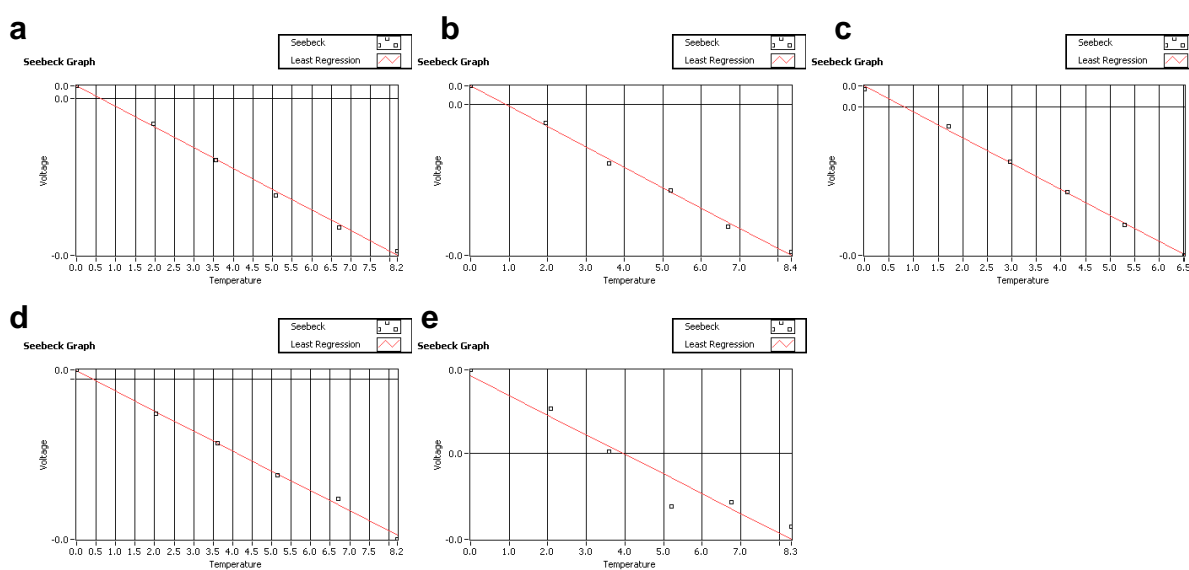 a
Seebeck
Least Regression
Seebeck Graph
0.0
0.0
-0.0
Voltage
0.0 0.5 1.0 1.5 2.0 2.5 3.0 3.5 4.0 4.5 5.0 5.5 6.0 6.5 7.0 7.5 8.2
Temperature
b
Seebeck
Least Regression
Seebeck Graph
0.0
0.0
-0.0
Voltage
0.0 1.0 2.0 3.0 4.0 5.0 6.0 7.0 8.4
Temperature
c
Seebeck
Least Regression
Seebeck Graph
0.0
0.0
-0.0
Voltage
0.0 0.5 1.0 1.5 2.0 2.5 3.0 3.5 4.0 4.5 5.0 5.5 6.0 6.5
Temperature
d
Seebeck
Least Regression
Seebeck Graph
0.0
-0.0
Voltage
0.0 0.5 1.0 1.5 2.0 2.5 3.0 3.5 4.0 4.5 5.0 5.5 6.0 6.5 7.0 7.5 8.2
Temperature
e
Seebeck
Least Regression
Seebeck Graph
0.0
0.0
-0.0
Voltage
0.0 1.0 2.0 3.0 4.0 5.0 6.0 7.0 8.3
Temperature